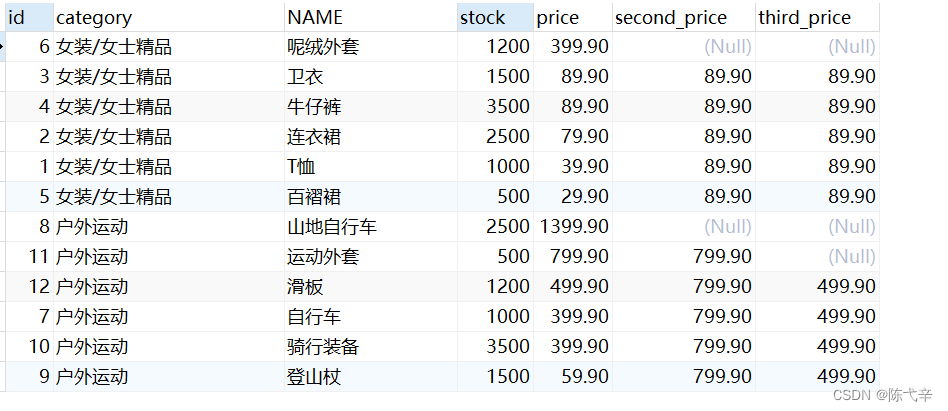 id category NAME stock price second_price third_price
6 女装/女士精品 呢绒外套 1200 399.90 (Null) (Null)
3 女装/女士精品 卫衣 1500 89.90 89.90 89.90
4 女装/女士精品 牛仔裤 3500 89.90 89.90 89.90
2 女装/女士精品 连衣裙 2500 79.90 89.90 89.90
1 女装/女士精品 T恤 1000 39.90 89.90 89.90
5 女装/女士精品 百褶裙 500 29.90 89.90 89.90
8 户外运动 山地自行车 2500 1399.90 (Null) (Null)
11 户外运动 运动外套 500 799.90 799.90 (Null)
12 户外运动 滑板 1200 499.90 799.90 499.90
7 户外运动 自行车 1000 399.90 799.90 499.90
10 户外运动 骑行装备 3500 399.90 799.90 499.90
9 户外运动 登山杖 1500 59.90 799.90 499.90
CSDN @陈弋辛